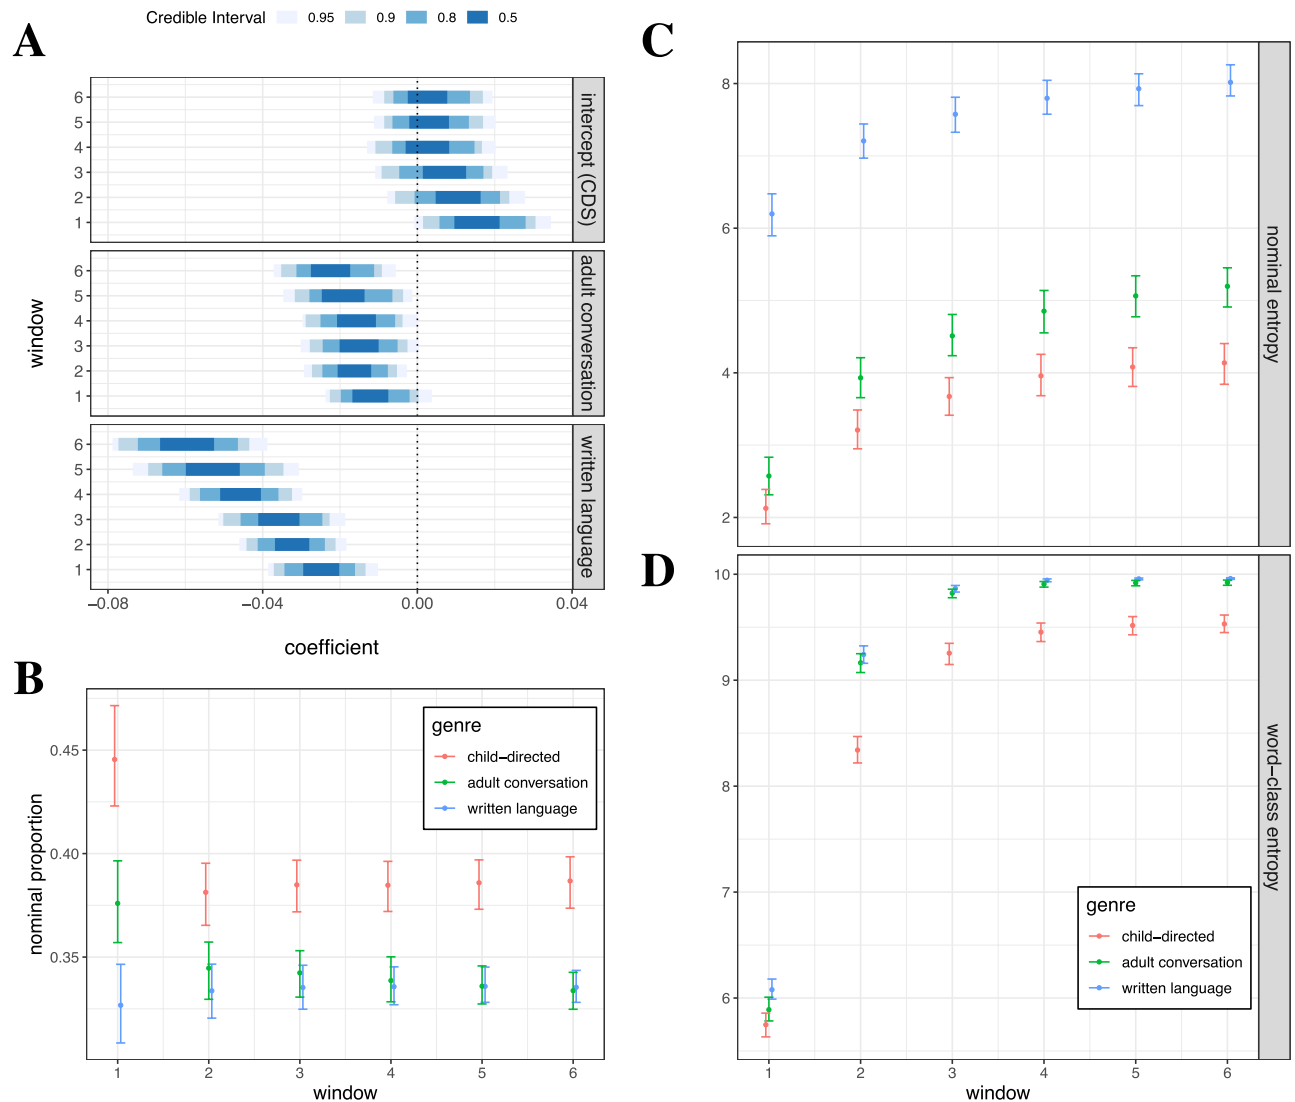 Credible Interval 0.95 0.9 0.8 0.5
A
6
5
4
3
2
1
intercept (CDS)
6
5
4
3
2
1
adult conversation
6
5
4
3
2
1
written language
window
−0.08 −0.04 0.00 0.04
coefficient
B
0.45
0.40
0.35
nominal proportion
genre
child−directed
adult conversation
written language
1 2 3 4 5 6
window
C
8
6
4
2
nominal entropy
D
10
9
8
7
6
word−class entropy
genre
child−directed
adult conversation
written language
1 2 3 4 5 6
window